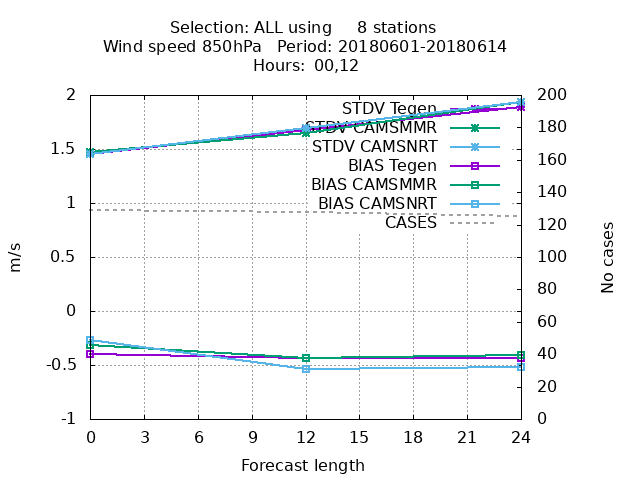 Selection: ALL using     8 stations
Wind speed 850hPa   Period: 20180601-20180614
Hours:  00,12
STDV Tegen
STDV CAMSMMR
STDV CAMSNRT
BIAS Tegen
BIAS CAMSMMR
BIAS CAMSNRT
CASES
2
1.5
1
0.5
0
-0.5
-1
m/s
200
180
160
140
120
100
80
60
40
20
0
No cases
0 3 6 9 12 15 18 21 24
Forecast length